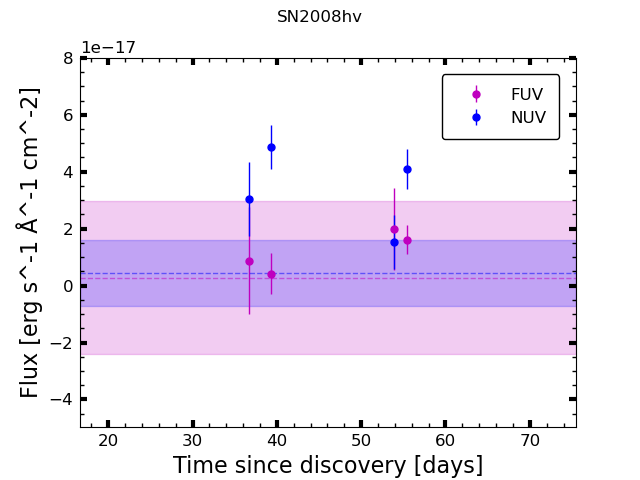 SN2008hv
1e−17
8
6
4
2
0
−2
−4
20
30
40
50
60
70
Flux [erg s^-1 Å^-1 cm^-2]
Time since discovery [days]
FUV
NUV